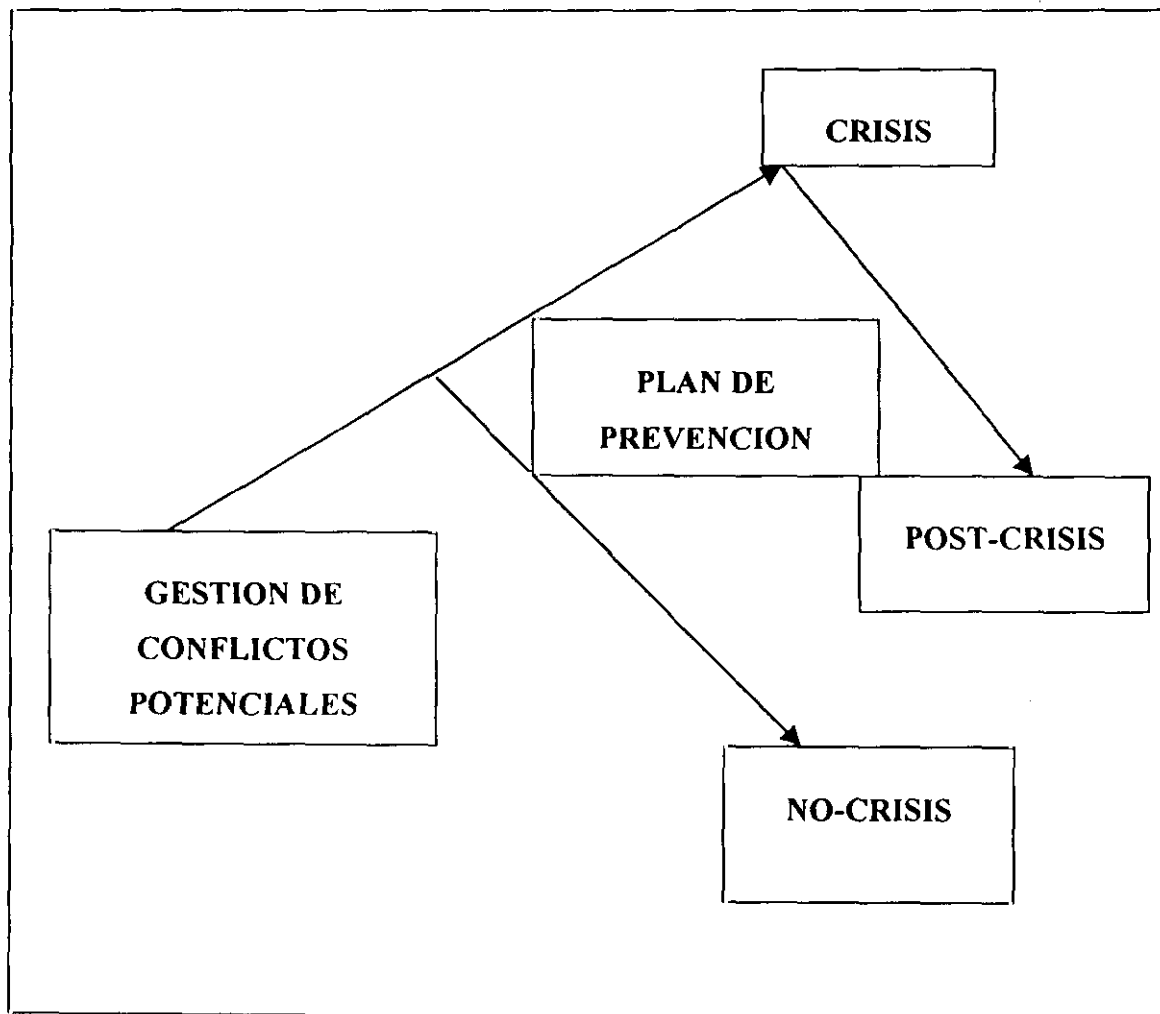 CRISIS
PLAN DE
PREVENCION
POST-CRISIS
GESTION DE
CONFLICTOS
POTENCIALES
NO-CRISIS